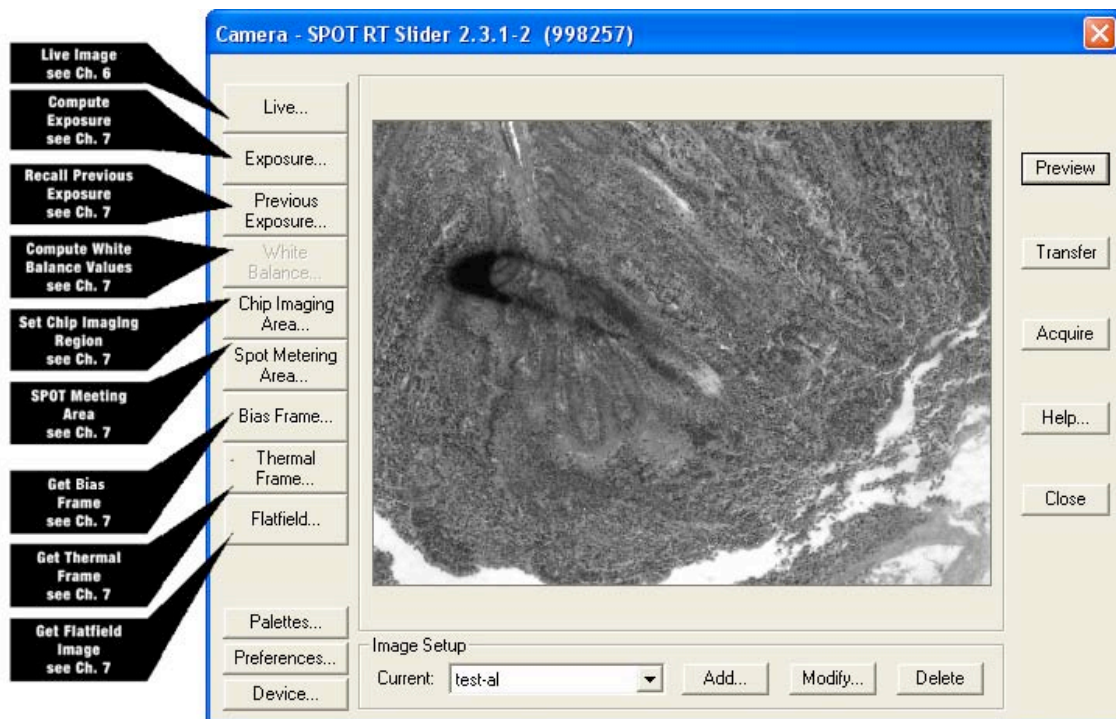 Camera - SPOT RT Slider 2.3.1-2 (998257)
Live Image
see Ch. 6
Compute
Exposure
see Ch. 7
Recall Previous
Exposure
see Ch. 7
Compute White
Balance Values
see Ch. 7
Set Chip Imaging
Region
see Ch. 7
SPOT Meeting
Area
see Ch. 7
Get Bias
Frame
see Ch. 7
Get Thermal
Frame
see Ch. 7
Get Flatfield
Image
see Ch. 7
Live...
Exposure...
Previous
Exposure...
White
Balance...
Chip Imaging
Area...
Spot Metering
Area...
Bias Frame...
Thermal
Frame...
Flatfield...
Palettes...
Preferences...
Device...
Image Setup
Current: test-al
Add...
Modify...
Delete
Preview
Transfer
Acquire
Help...
Close